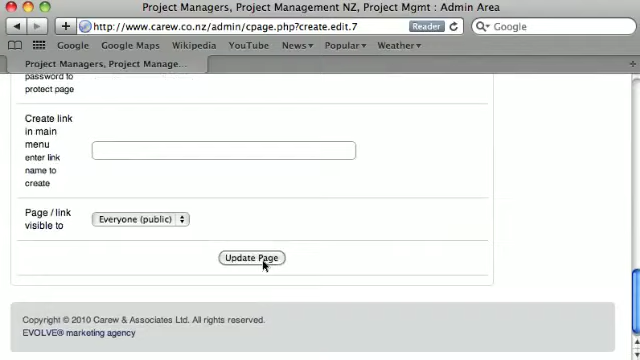 Project Managers, Project Management NZ, Project Mgmt : Admin Area
http://www.carew.co.nz/admin/cpage.php?create.edit.7
Reader
Google
Google Google Maps Wikipedia YouTube News Popular Weather
Project Managers, Project Manage...
password to
protect page
Create link
in main
menu
enter link
name to
create
Page / link
visible to
Everyone (public)
Update Page
Copyright © 2010 Carew & Associates Ltd. All rights reserved.
EVOLVE® marketing agency